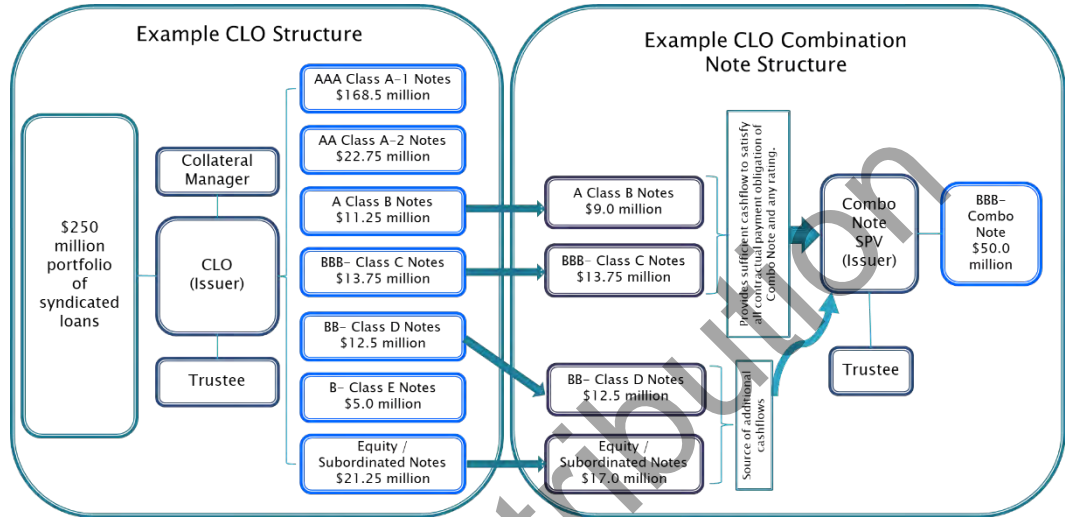 Example CLO Structure
$250
million
portfolio
of
syndicated
loans
Collateral
Manager
CLO
(Issuer)
Trustee
AAA Class A-1 Notes
$168.5 million
AA Class A-2 Notes
$22.75 million
A Class B Notes
$11.25 million
BBB- Class C Notes
$13.75 million
BB- Class D Notes
$12.5 million
B- Class E Notes
$5.0 million
Equity /
Subordinated Notes
$21.25 million
Example CLO Combination
Note Structure
A Class B Notes
$9.0 million
BBB- Class C Notes
$13.75 million
BB- Class D Notes
$12.5 million
Equity /
Subordinated Notes
$17.0 million
Provides sufficient cashflow to satisfy
all contractual payment obligation of
Combo Note and any rating.
Source of additional
cashflows
Combo
Note
SPV
(Issuer)
Trustee
BBB-
Combo
Note
$50.0
million
tribution